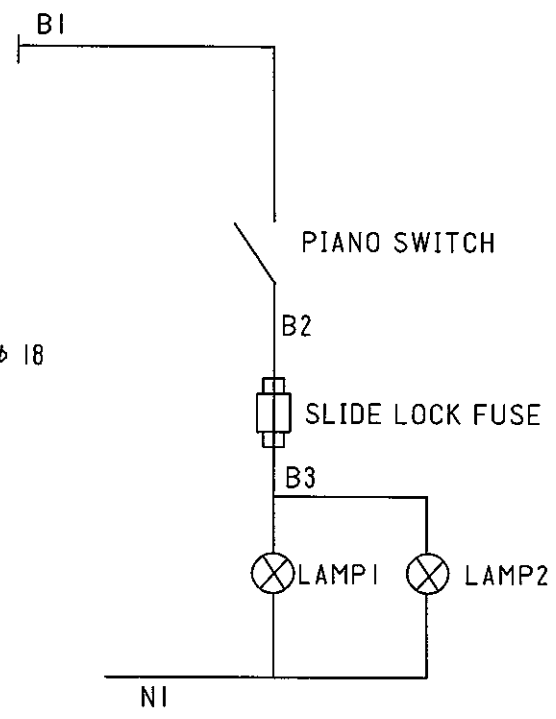 B1
PIANO SWITCH
B2
18
SLIDE LOCK FUSE
B3
LAMP1
LAMP2
N1